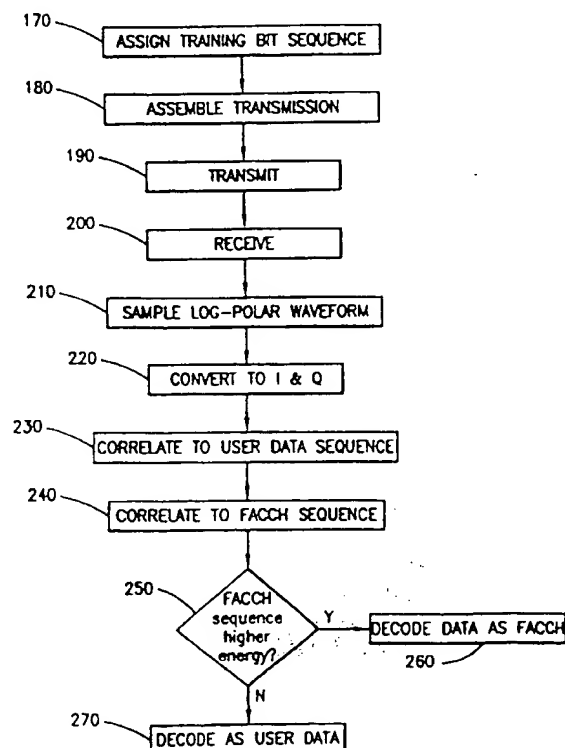 170
ASSIGN TRAINING BIT SEQUENCE
180
ASSEMBLE TRANSMISSION
190
TRANSMIT
200
RECEIVE
210
SAMPLE LOG-POLAR WAVEFORM
220
CONVERT TO I & Q
230
CORRELATE TO USER DATA SEQUENCE
240
CORRELATE TO FACCH SEQUENCE
250
FACCH
sequence
higher
energy?
Y
DECODE DATA AS FACCH
260
N
270
DECODE AS USER DATA